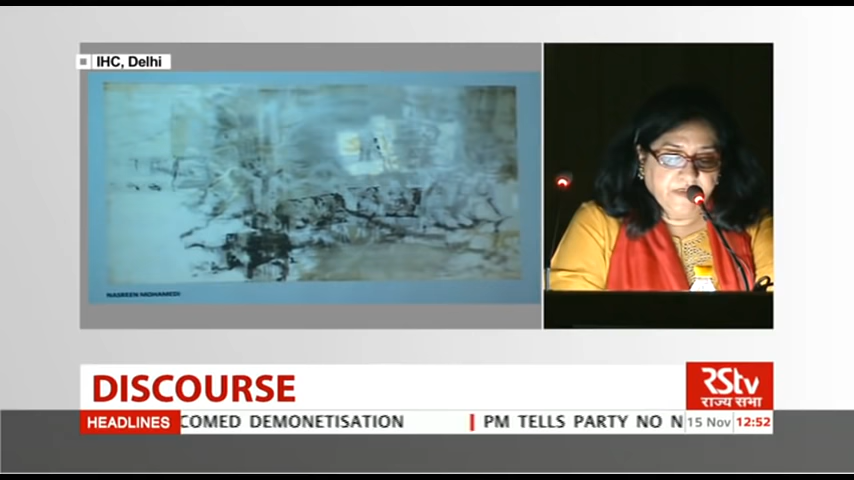 IHC, Delhi
NASREEN MOHAMEDI
DISCOURSE
RStv
राज्य सभा
HEADLINES
COMED DEMONETISATION
PM TELLS PARTY NO N
15 Nov
12:52